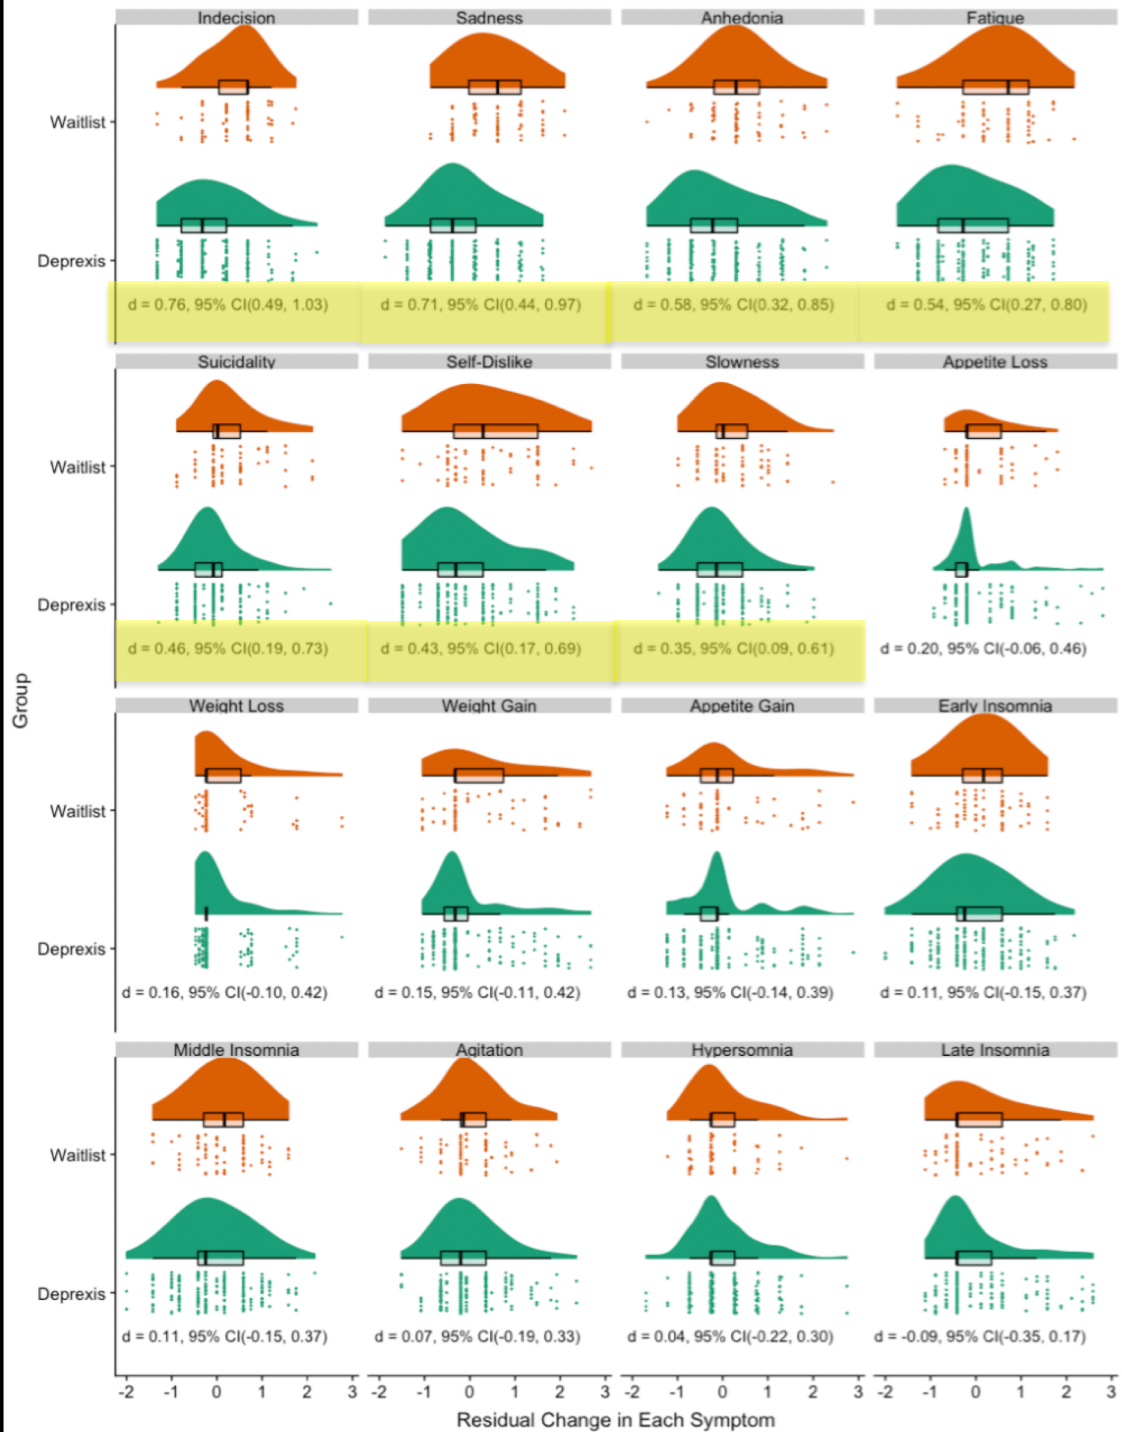 Indecision Sadness Anhedonia Fatigue
Waitlist
Deprexis
d = 0.76, 95% CI(0.49, 1.03) d = 0.71, 95% CI(0.44, 0.97) d = 0.58, 95% CI(0.32, 0.85) d = 0.54, 95% CI(0.27, 0.80)
Suicidality Self-Dislike Slowness Appetite Loss
Waitlist
Deprexis
d = 0.46, 95% CI(0.19, 0.73) d = 0.43, 95% CI(0.17, 0.69) d = 0.35, 95% CI(0.09, 0.61) d = 0.20, 95% CI(-0.06, 0.46)
Group
Weight Loss Weight Gain Appetite Gain Early Insomnia
Waitlist
Deprexis
d = 0.16, 95% CI(-0.10, 0.42) d = 0.15, 95% CI(-0.11, 0.42) d = 0.13, 95% CI(-0.14, 0.39) d = 0.11, 95% CI(-0.15, 0.37)
Middle Insomnia Agitation Hypersomnia Late Insomnia
Waitlist
Deprexis
d = 0.11, 95% CI(-0.15, 0.37) d = 0.07, 95% CI(-0.19, 0.33) d = 0.04, 95% CI(-0.22, 0.30) d = -0.09, 95% CI(-0.35, 0.17)
-2 -1 0 1 2 3 -2 -1 0 1 2 3 -2 -1 0 1 2 3 -2 -1 0 1 2 3
Residual Change in Each Symptom